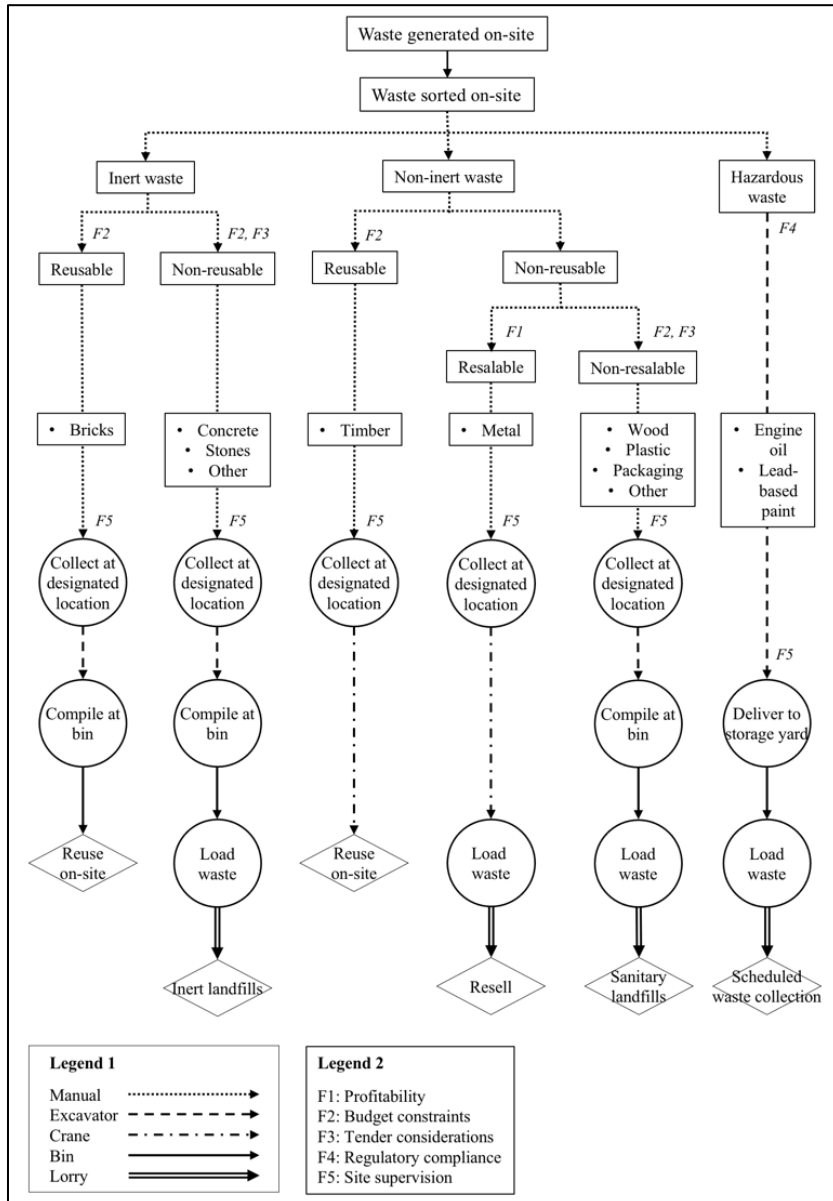 Waste generated on-site
Waste sorted on-site
Inert waste
Non-inert waste
Hazardous
waste
F2
F2, F3
F2
F4
Reusable
Non-reusable
Reusable
Non-reusable
F1
F2, F3
Resalable
Non-resalable
• Bricks
• Concrete
• Stones
• Other
• Timber
• Metal
• Wood
• Plastic
• Packaging
• Other
• Engine
oil
• Lead-
based
paint
F5
F5
F5
F5
F5
Collect at
designated
location
Collect at
designated
location
Collect at
designated
location
Collect at
designated
location
Collect at
designated
location
F5
Compile at
bin
Compile at
bin
Compile at
bin
Deliver to
storage yard
Reuse
on-site
Load
waste
Reuse
on-site
Load
waste
Load
waste
Load
waste
Inert landfills
Resell
Sanitary
landfills
Scheduled
waste collection
Legend 1
Manual
Excavator
Crane
Bin
Lorry
Legend 2
F1: Profitability
F2: Budget constraints
F3: Tender considerations
F4: Regulatory compliance
F5: Site supervision